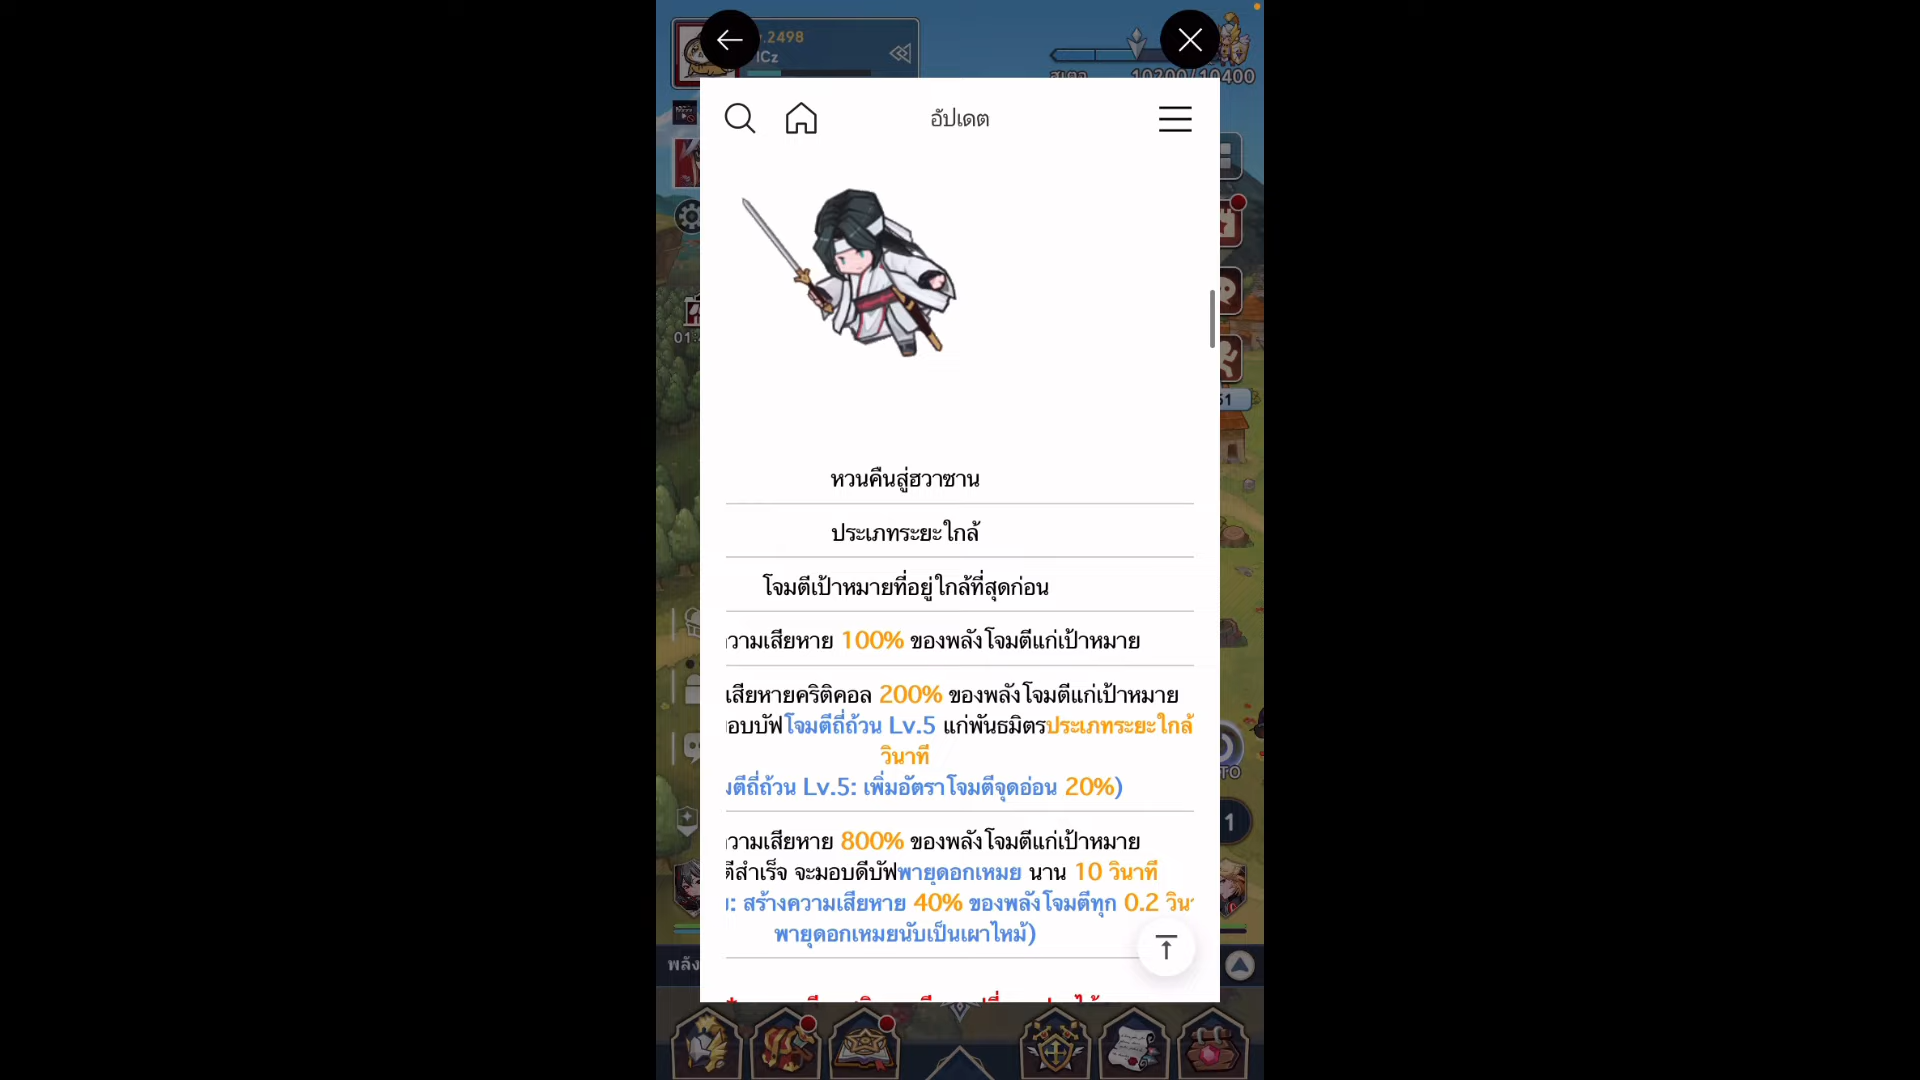 .2498
ICz
10200/10400
อัปเดต
01:
51
หวนคืนสู่ฮวาซาน
ประเภทระยะใกล้
โจมตีเป้าหมายที่อยู่ใกล้ที่สุดก่อน
วามเสียหาย 100% ของพลังโจมตีแก่เป้าหมาย
เสียหายคริติคอล 200% ของพลังโจมตีแก่เป้าหมาย
อบบัฟโจมตีถี่ถ้วน Lv.5 แก่พันธมิตรประเภทระยะใกล้
วินาที
มตีถี่ถ้วน Lv.5: เพิ่มอัตราโจมตีจุดอ่อน 20%)
TO
1
วามเสียหาย 800% ของพลังโจมตีแก่เป้าหมาย
ตีสำเร็จ จะมอบดีบัฟพายุดอกเหมย นาน 10 วินาที
: สร้างความเสียหาย 40% ของพลังโจมตีทุก 0.2 วินา
พายุดอกเหมยนับเป็นเผาไหม้)
พลัง